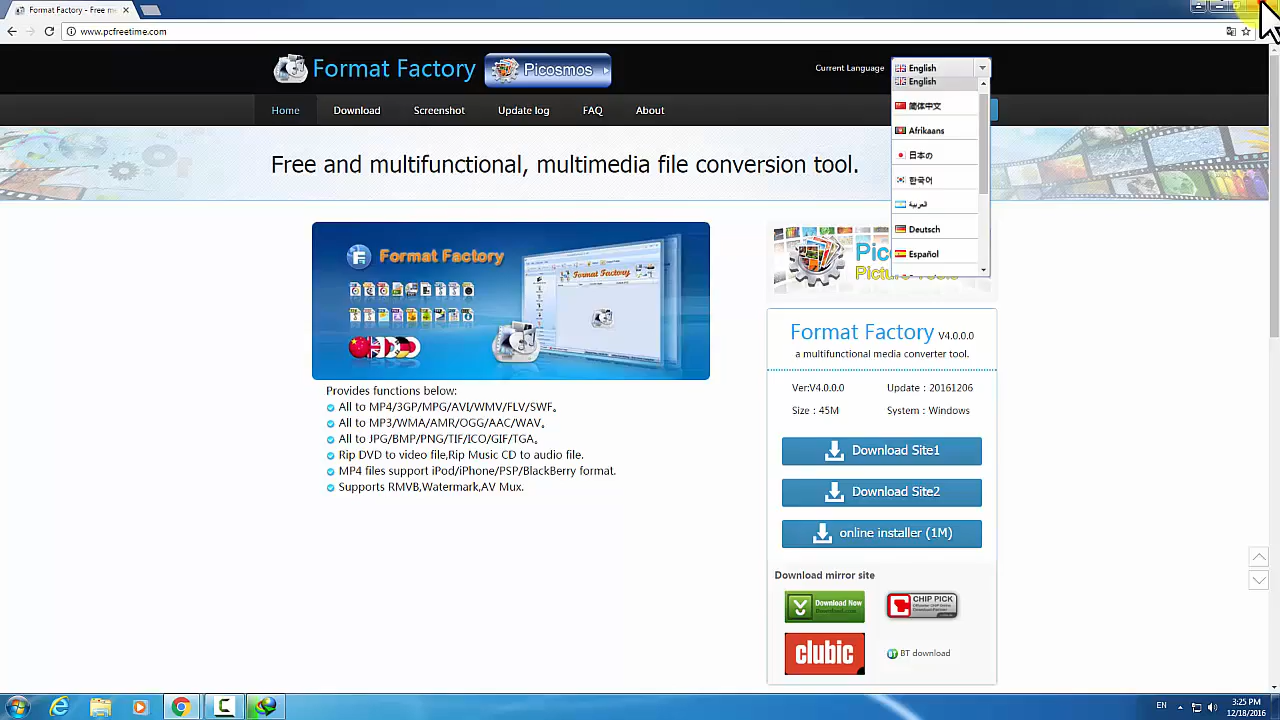 Format Factory - Free me
www.pcfreetime.com
Format Factory
Picosmos
Current Language
English
English
简体中文
Afrikaans
日本の
한국어
العربية
Deutsch
Español
Home
Download
Screenshot
Update log
FAQ
About
Free and multifunctional, multimedia file conversion tool.
Format Factory
Format Factory
Pic
Picture Tools
Provides functions below:
All to MP4/3GP/MPG/AVI/WMV/FLV/SWF。
All to MP3/WMA/AMR/OGG/AAC/WAV。
All to JPG/BMP/PNG/TIF/ICO/GIF/TGA。
Rip DVD to video file,Rip Music CD to audio file.
MP4 files support iPod/iPhone/PSP/BlackBerry format.
Supports RMVB,Watermark,AV Mux.
Format Factory V4.0.0.0
a multifunctional media converter tool.
Ver:V4.0.0.0 Update : 20161206
Size : 45M System : Windows
Download Site1
Download Site2
online installer (1M)
Download mirror site
Download Now
CHIP PICK
clubic
BT download
EN
3:25 PM
12/18/2016